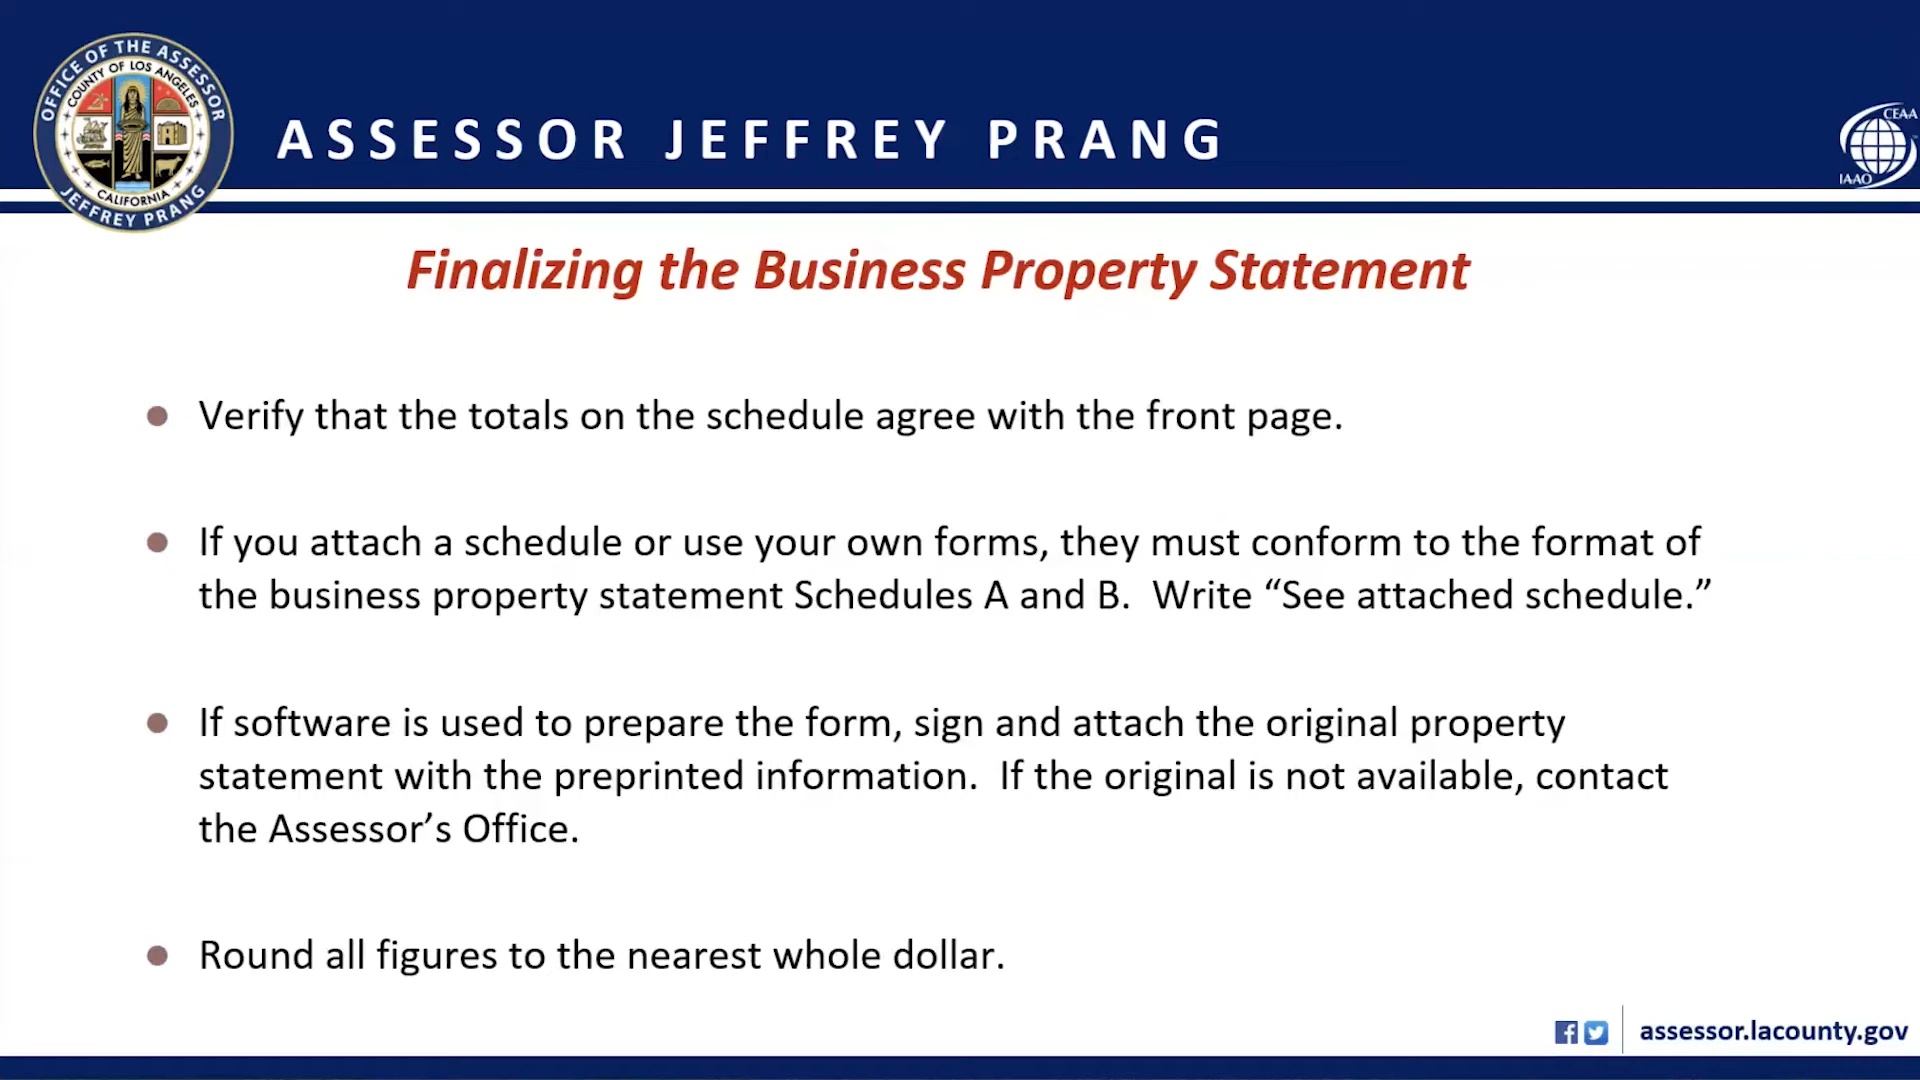 OFFICE OF THE ASSESSOR
COUNTY OF LOS ANGELES
CALIFORNIA
JEFFREY PRANG
ASSESSOR JEFFREY PRANG
CEAA
IAAO
Finalizing the Business Property Statement
Verify that the totals on the schedule agree with the front page.
If you attach a schedule or use your own forms, they must conform to the format of
the business property statement Schedules A and B.  Write “See attached schedule.”
If software is used to prepare the form, sign and attach the original property
statement with the preprinted information.  If the original is not available, contact
the Assessor’s Office.
Round all figures to the nearest whole dollar.
assessor.lacounty.gov